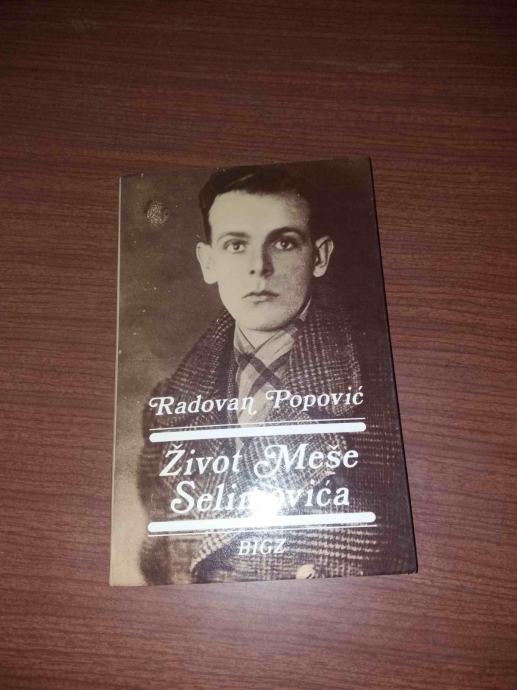 Radovan Popović
Život Meše
Selimovića
BIGZ